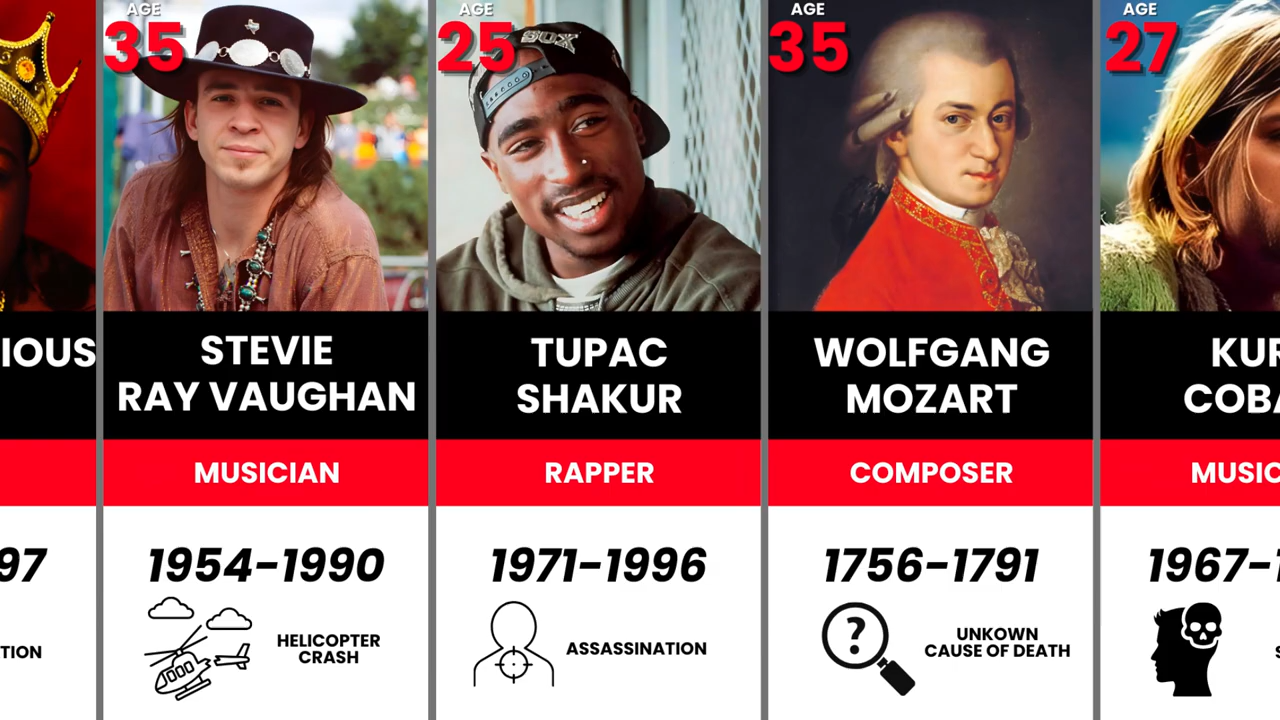 IOUS
97
TION
AGE
35
STEVIE
RAY VAUGHAN
MUSICIAN
1954-1990
HELICOPTER
CRASH
AGE
25
SOX
TUPAC
SHAKUR
RAPPER
1971-1996
ASSASSINATION
AGE
35
WOLFGANG
MOZART
COMPOSER
1756-1791
?
UNKOWN
CAUSE OF DEATH
AGE
27
KUR
COBA
MUSIC
1967-1
S